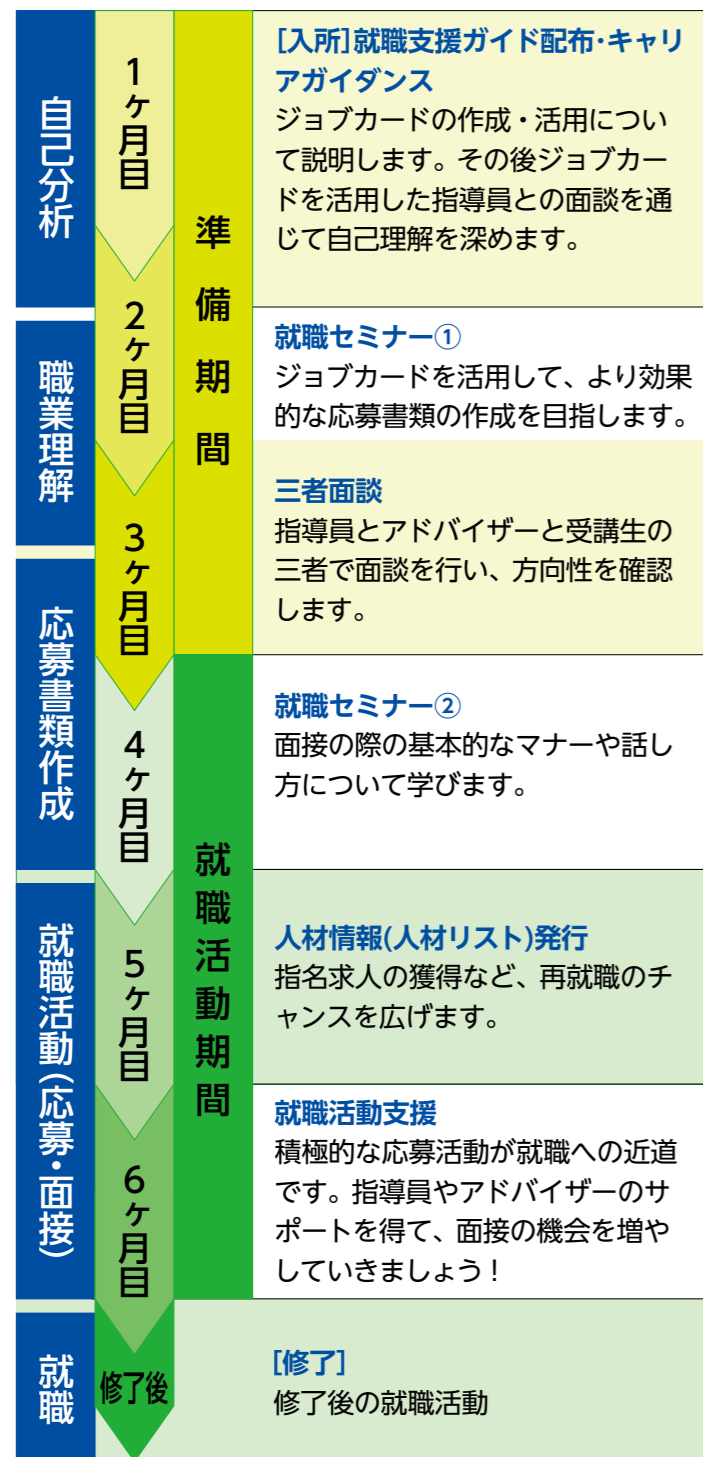 自己分析
1ヶ月目
準備期間
[入所]就職支援ガイド配布・キャリ
アガイダンス
ジョブカードの作成・活用につい
て説明します。その後ジョブカー
ドを活用した指導員との面談を通
じて自己理解を深めます。
職業理解
2ヶ月目
就職セミナー①
ジョブカードを活用して、より効果
的な応募書類の作成を目指します。
3ヶ月目
三者面談
指導員とアドバイザーと受講生の
三者で面談を行い、方向性を確認
します。
応募書類作成
4ヶ月目
就職活動期間
就職セミナー②
面接の際の基本的なマナーや話し
方について学びます。
就職活動（応募・面接）
5ヶ月目
人材情報(人材リスト)発行
指名求人の獲得など、再就職のチ
ャンスを広げます。
6ヶ月目
就職活動支援
積極的な応募活動が就職への近道
です。指導員やアドバイザーのサ
ポートを得て、面接の機会を増や
していきましょう！
就職
修了後
[修了]
修了後の就職活動